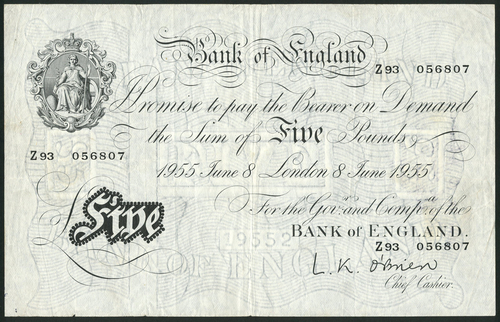 Bank of England
Z93 056807
I Promise to pay the Bearer on Demand
the Sum of Five Pounds
Z93 056807
1955 June 8 London 8 June 1955
For the Govr. and Compa. of the
BANK OF ENGLAND.
£Five
Z93 056807
L. K. O'Brien
Chief Cashier.